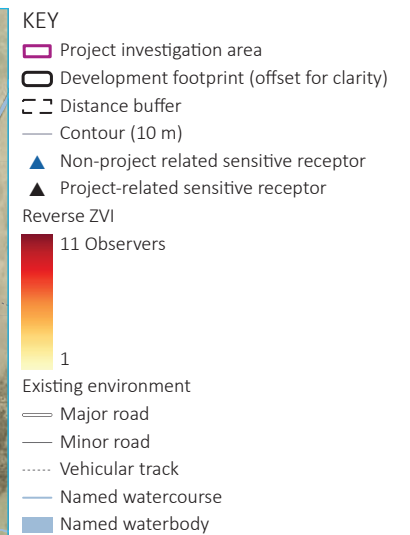 KEY
Project investigation area
Development footprint (offset for clarity)
Distance buffer
Contour (10 m)
Non-project related sensitive receptor
Project-related sensitive receptor
Reverse ZVI
11 Observers
1
Existing environment
Major road
Minor road
Vehicular track
Named watercourse
Named waterbody